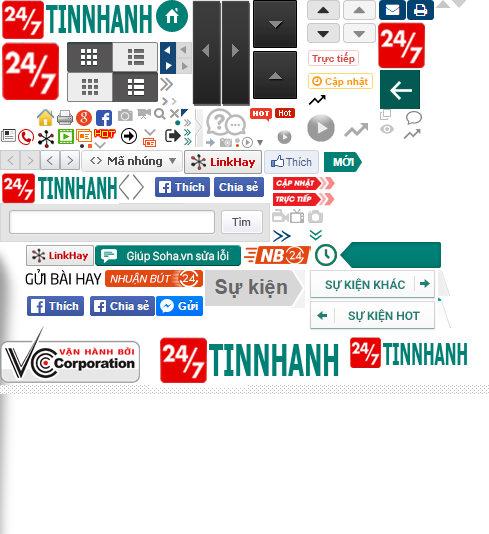 24/7 TINNHANH
24/7
24/7
Trực tiếp
Cập nhật
HOT
Hot
HOT
Mã nhúng
LinkHay
Thích
MỚI
24/7 TINNHANH
Thích
Chia sẻ
CẬP NHẬT
TRỰC TIẾP
Tìm
LinkHay
Giúp Soha.vn sửa lỗi
NB 24
GỬI BÀI HAY NHUẬN BÚT 24
Sự kiện
SỰ KIỆN KHÁC
Thích
Chia sẻ
Gửi
SỰ KIỆN HOT
VCCorporation
VẬN HÀNH BỞI
24/7 TINNHANH
24/7 TINNHANH